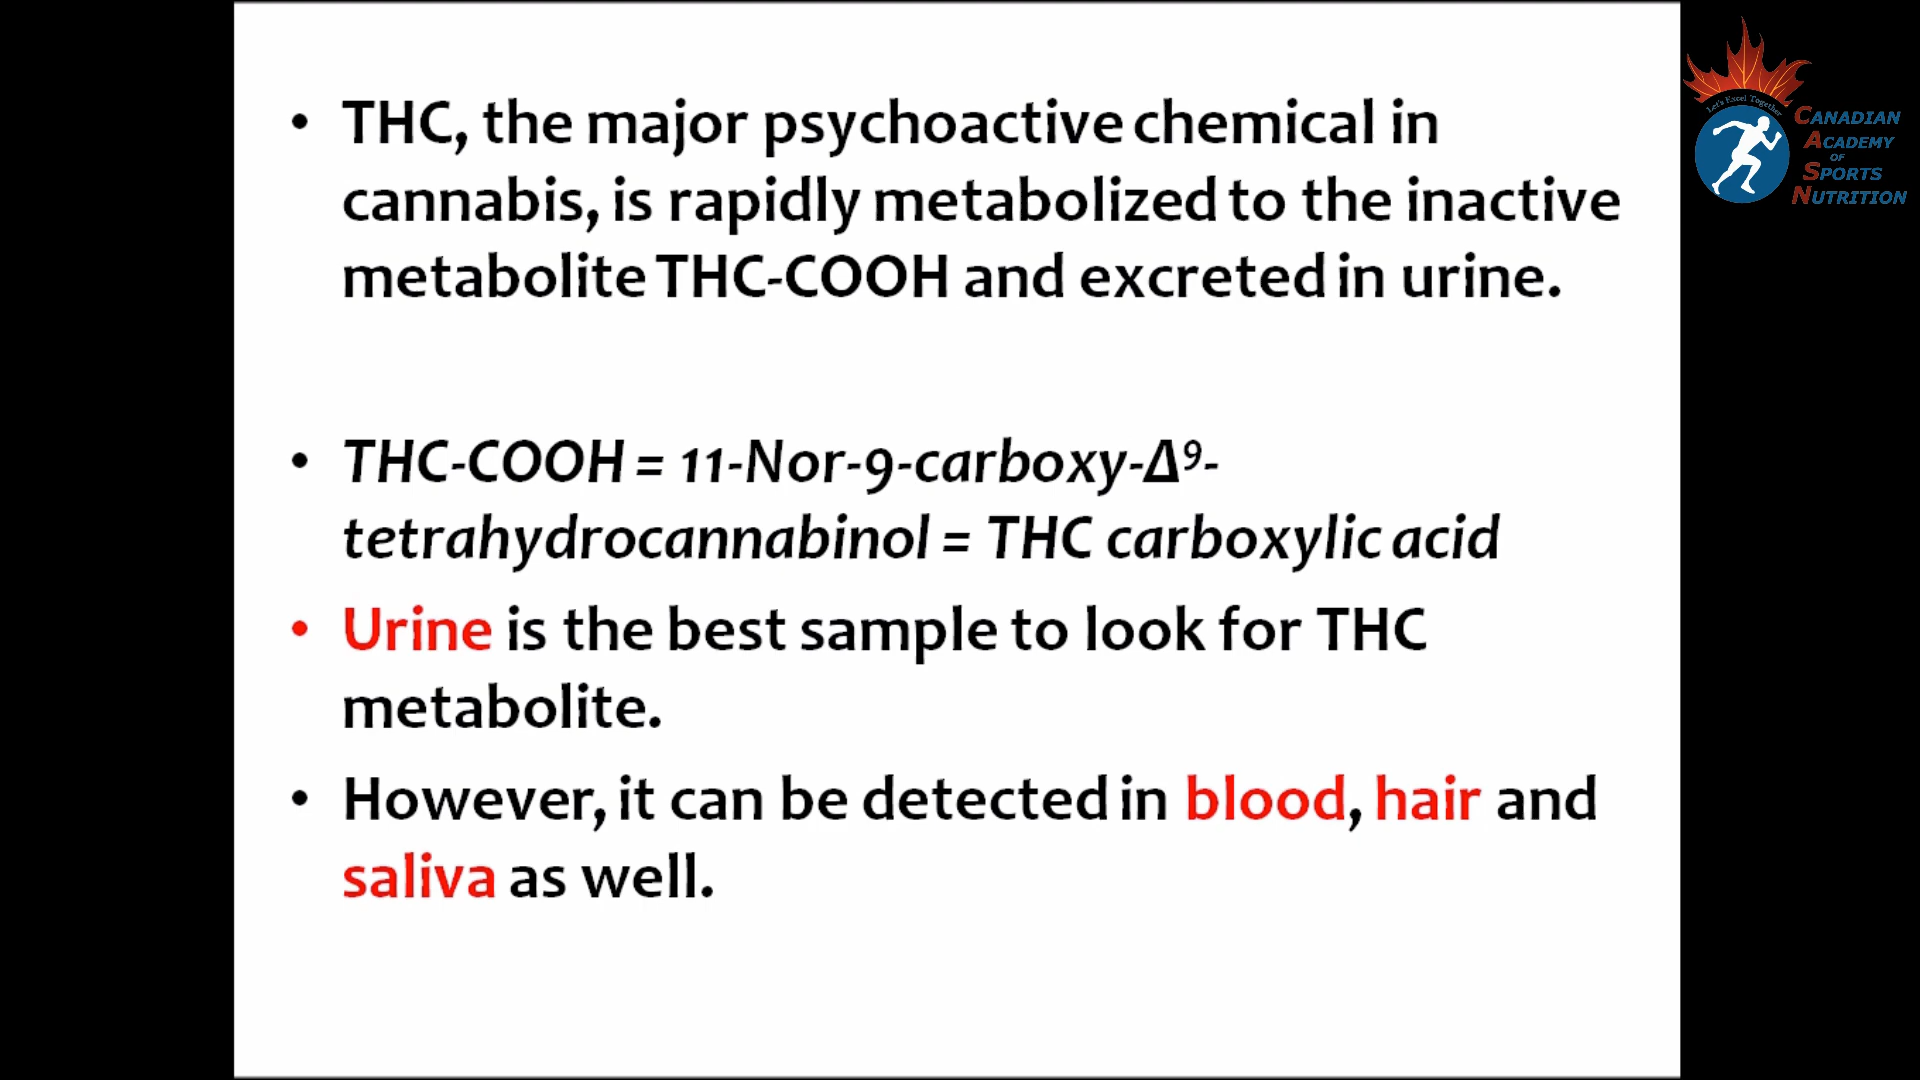 • THC, the major psychoactive chemical in
cannabis, is rapidly metabolized to the inactive
metabolite THC-COOH and excreted in urine.
• THC-COOH = 11-Nor-9-carboxy-Δ⁹-
tetrahydrocannabinol = THC carboxylic acid
• Urine is the best sample to look for THC
metabolite.
• However, it can be detected in blood, hair and
saliva as well.
Let's Excel Together
CANADIAN
ACADEMY
OF
SPORTS
NUTRITION